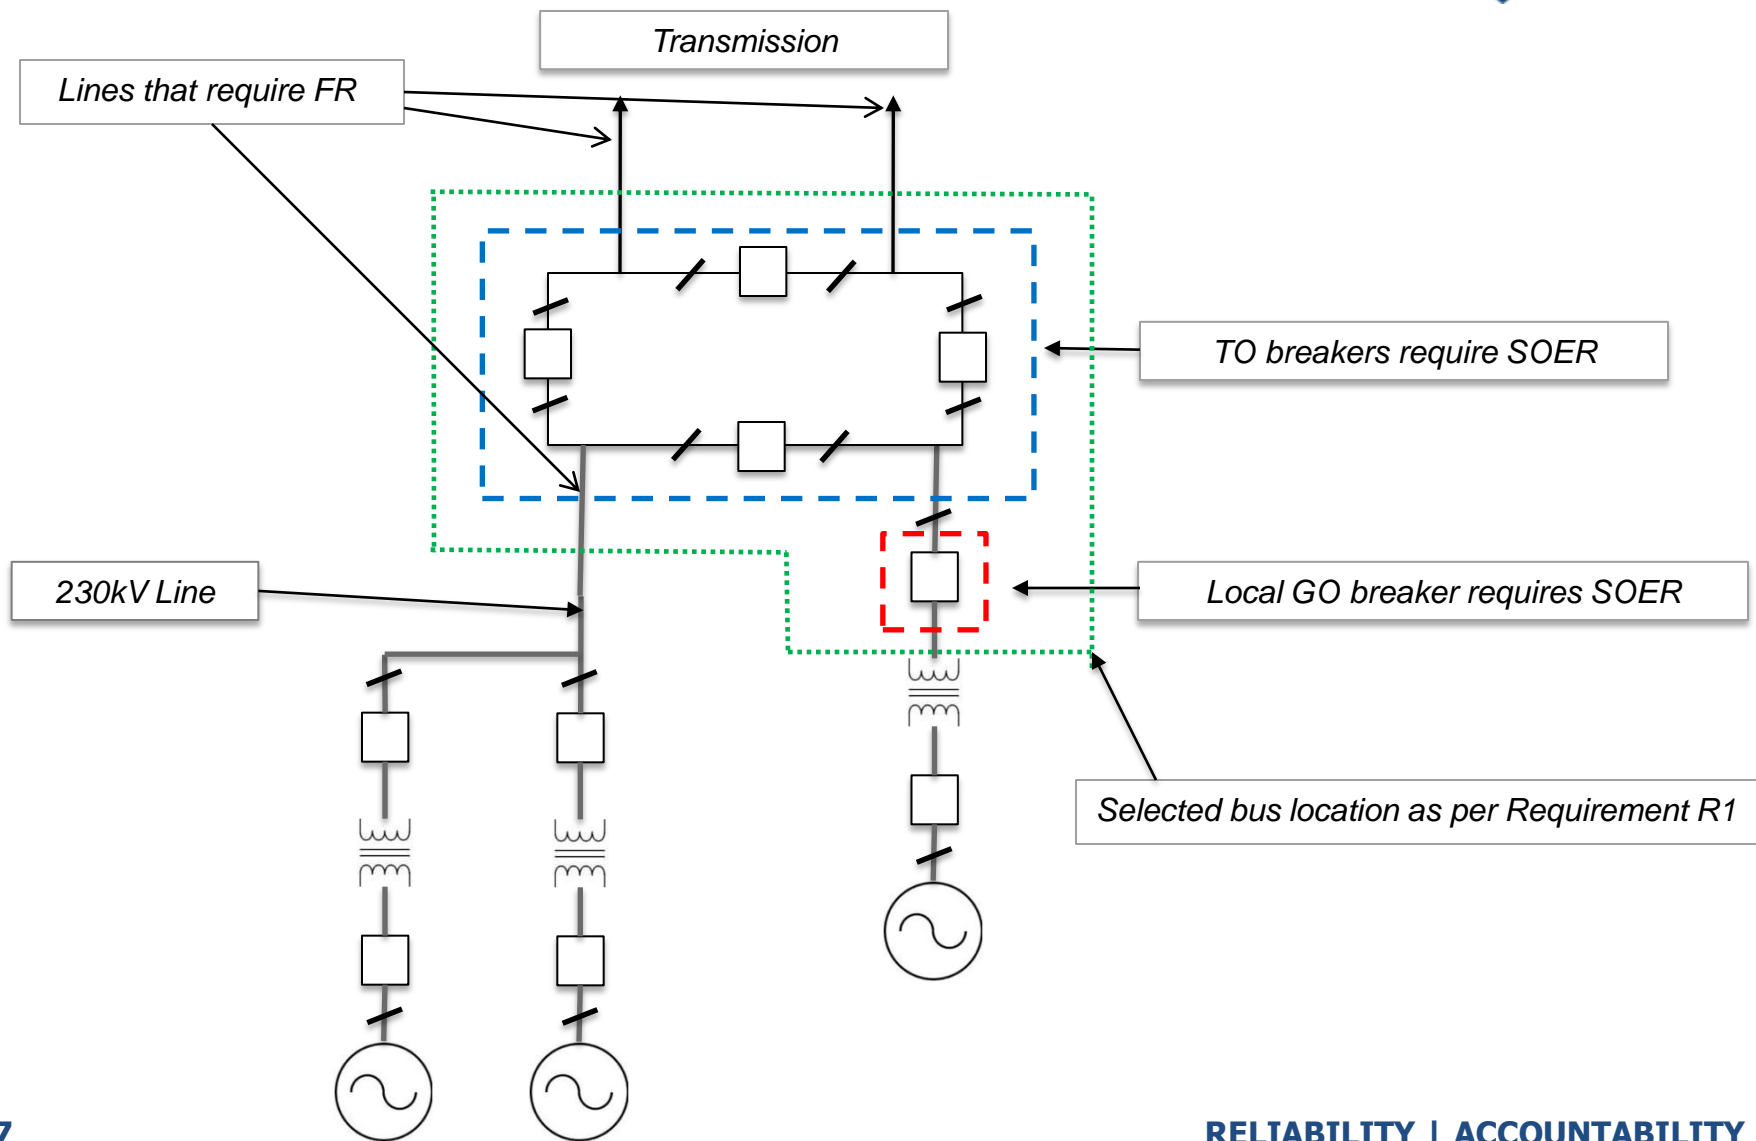 Transmission
Lines that require FR
TO breakers require SOER
230kV Line
Local GO breaker requires SOER
Selected bus location as per Requirement R1
7
RELIABILITY | ACCOUNTABILITY